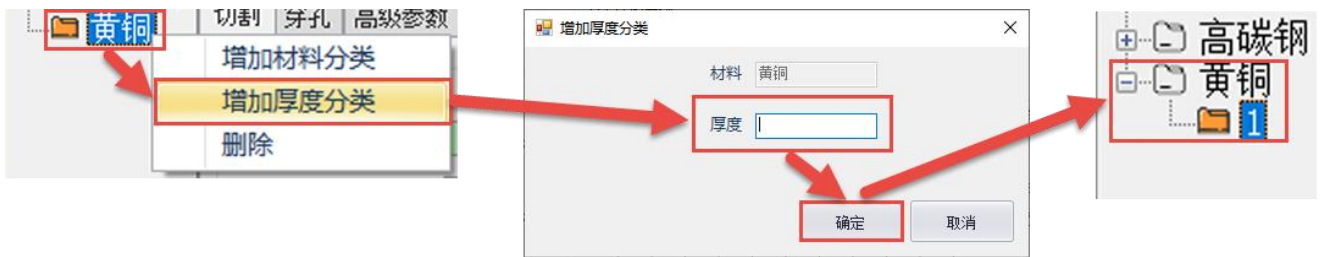 黄铜
切割 穿孔 高级参数
增加材料分类
增加厚度分类
删除
增加厚度分类
材料 黄铜
厚度
确定 取消
高碳钢
黄铜
1